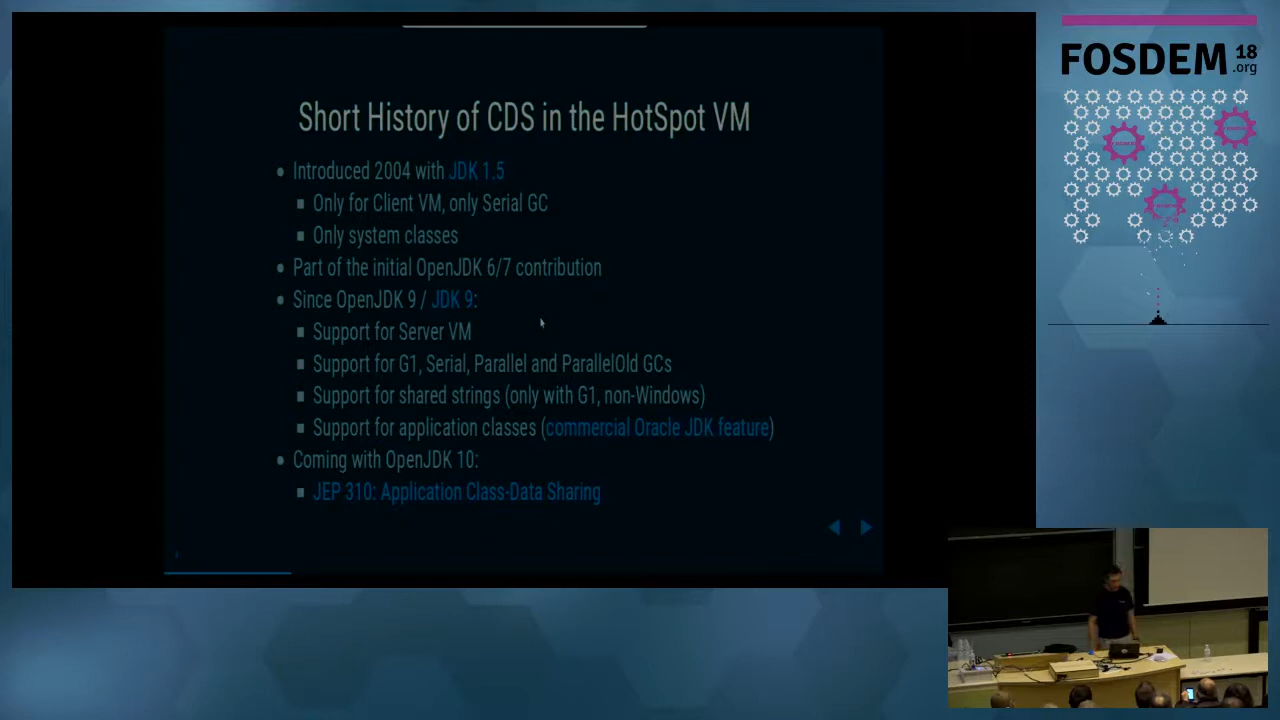 Short History of CDS in the HotSpot VM
Introduced 2004 with JDK 1.5
Only for Client VM, only Serial GC
Only system classes
Part of the initial OpenJDK 6/7 contribution
Since OpenJDK 9 / JDK 9:
Support for Server VM
Support for G1, Serial, Parallel and ParallelOld GCs
Support for shared strings (only with G1, non-Windows)
Support for application classes (commercial Oracle JDK feature)
Coming with OpenJDK 10:
JEP 310: Application Class-Data Sharing
FOSDEM 18
.org